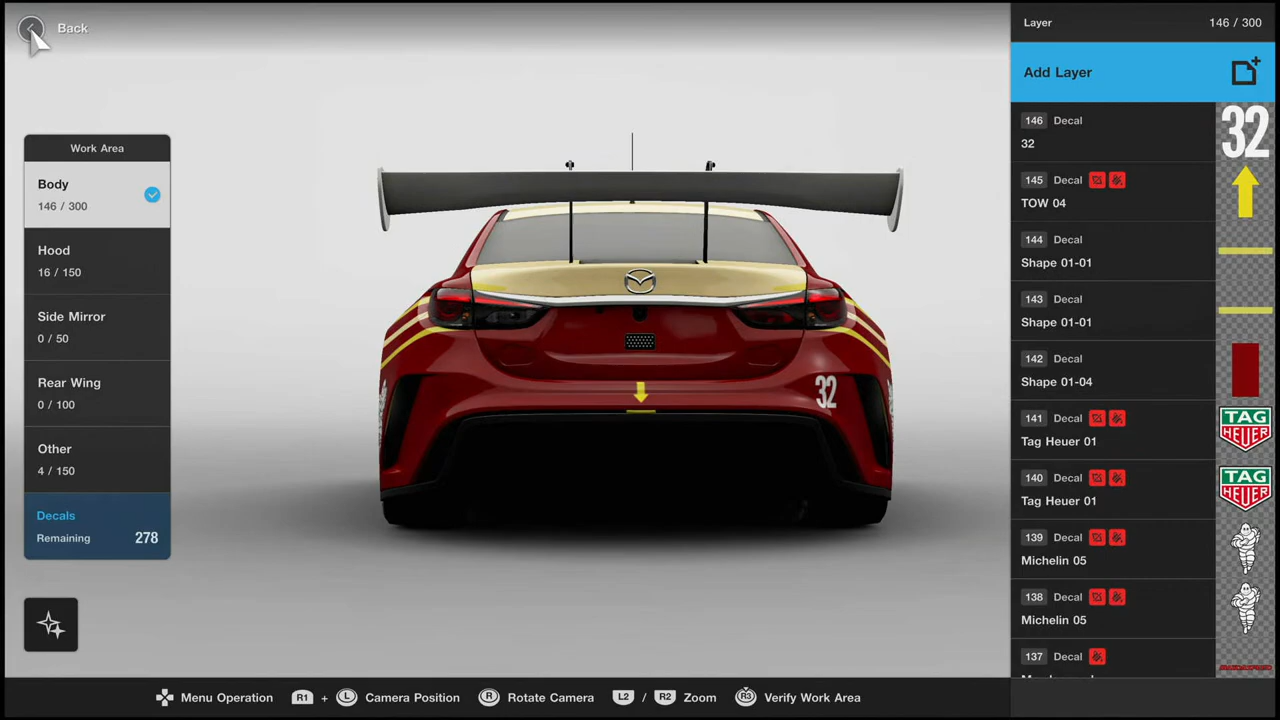 Back
Work Area
Body
146 / 300
Hood
16 / 150
Side Mirror
0 / 50
Rear Wing
0 / 100
Other
4 / 150
Decals
Remaining 278
32
Layer 146 / 300
Add Layer
146 Decal
32
32
145 Decal
TOW 04
144 Decal
Shape 01-01
143 Decal
Shape 01-01
142 Decal
Shape 01-04
141 Decal
Tag Heuer 01
TAG
HEUER
140 Decal
Tag Heuer 01
TAG
HEUER
139 Decal
Michelin 05
138 Decal
Michelin 05
137 Decal
Menu Operation R1 + L Camera Position R Rotate Camera L2 / R2 Zoom R3 Verify Work Area